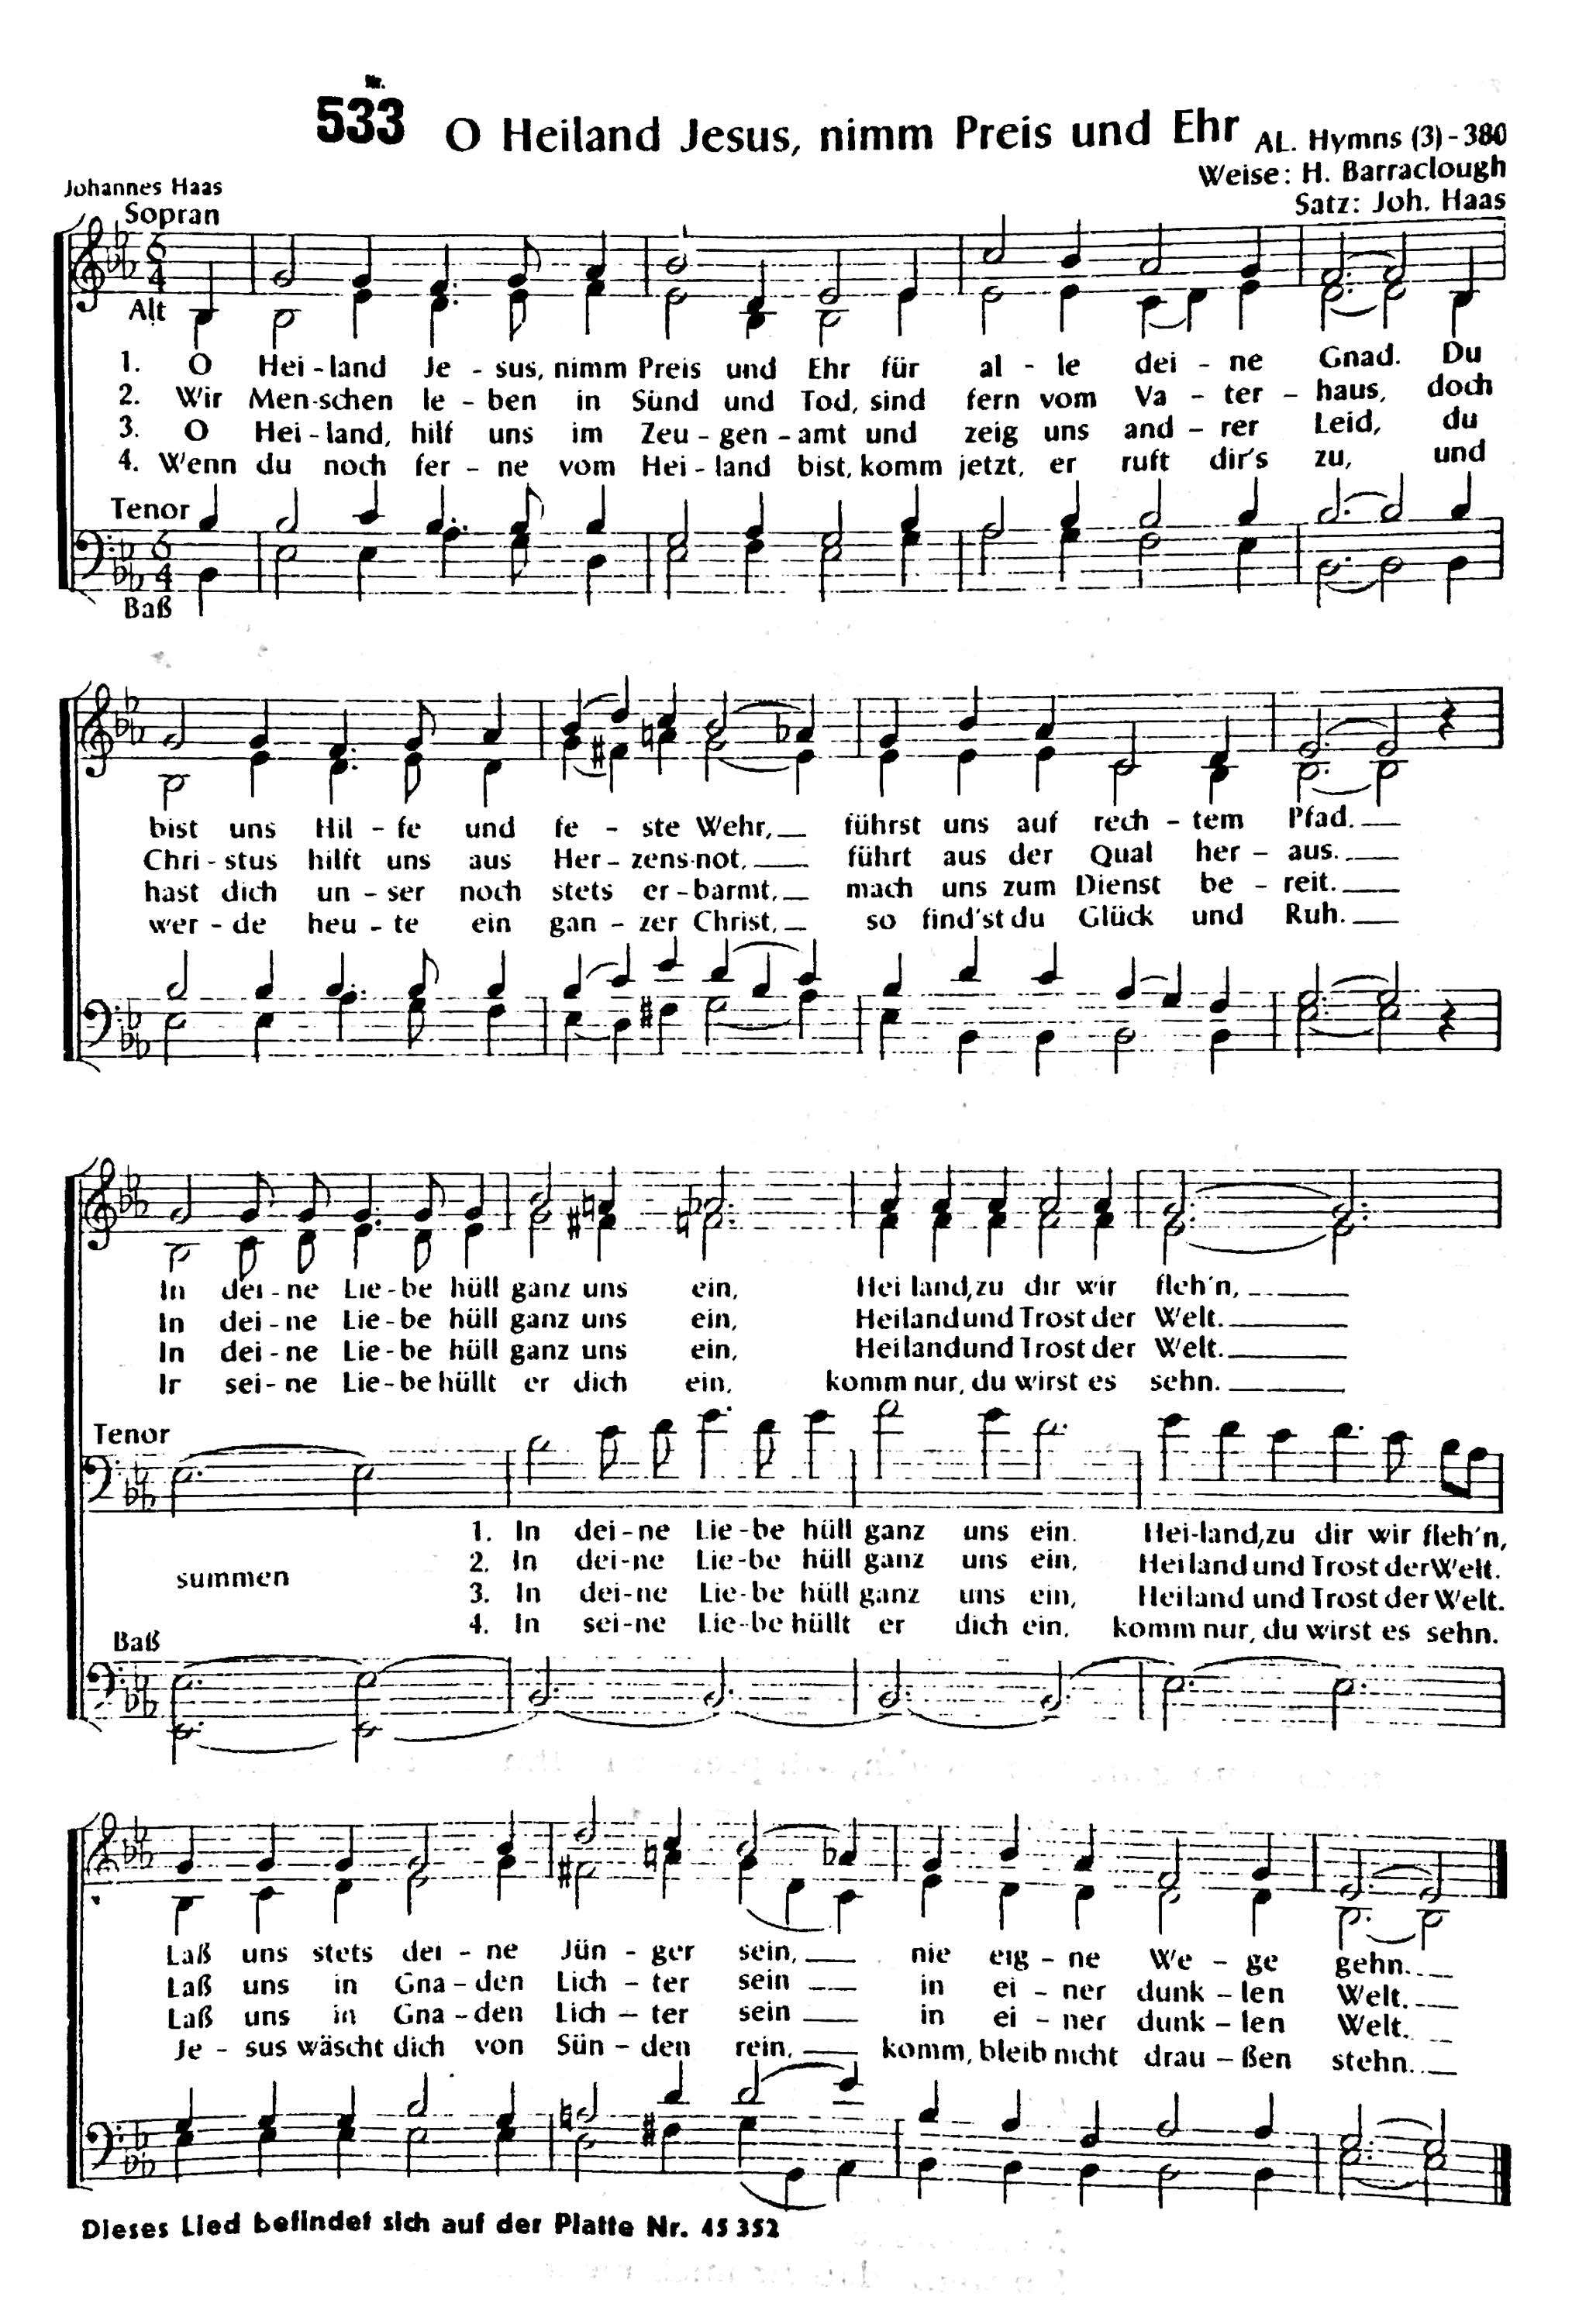 Nr.
533 O Heiland Jesus, nimm Preis und Ehr AL. Hymns (3) - 380
Johannes Haas
Weise: H. Barraclough
Satz: Joh. Haas
Sopran
6
4
Alt
1. O Hei - land Je - sus, nimm Preis und Ehr für al - le dei - ne Gnad. Du
2. Wir Men-schen le - ben in Sünd und Tod, sind fern vom Va - ter - haus, doch
3. O Hei - land, hilf uns im Zeu - gen - amt und zeig uns and - rer Leid, du
4. Wenn du noch fer - ne vom Hei - land bist, komm jetzt, er ruft dir's zu, und
Tenor
6
4
Baß
bist uns Hil - fe und fe - ste Wehr, führst uns auf rech - tem Pfad.
Chri - stus hilft uns aus Her - zens-not, führt aus der Qual her - aus.
hast dich un - ser noch stets er - barmt, mach uns zum Dienst be - reit.
wer - de heu - te ein gan - zer Christ, so find'st du Glück und Ruh.
In dei - ne Lie - be hüll ganz uns ein, Hei land, zu dir wir fleh'n,
In dei - ne Lie - be hüll ganz uns ein, Heiland und Trost der Welt.
In dei - ne Lie - be hüll ganz uns ein, Heiland und Trost der Welt.
Ir sei - ne Lie - be hüllt er dich ein, komm nur, du wirst es sehn.
Tenor
1. In dei - ne Lie - be hüll ganz uns ein. Hei-land, zu dir wir fleh'n,
2. In dei - ne Lie - be hüll ganz uns ein, Heiland und Trost der Welt.
summen
3. In dei - ne Lie - be hüll ganz uns ein, Heiland und Trost der Welt.
4. In sei - ne Lie - be hüllt er dich ein, komm nur, du wirst es sehn.
Baß
Laß uns stets dei - ne Jün - ger sein, nie eig - ne We - ge gehn.
Laß uns in Gna - den Lich - ter sein in ei - ner dunk - len Welt.
Laß uns in Gna - den Lich - ter sein in ei - ner dunk - len Welt.
Je - sus wäscht dich von Sün - den rein, komm, bleib nicht drau - ßen stehn.
Dieses Lied befindet sich auf der Platte Nr. 45 352